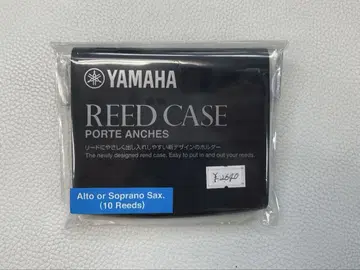 YAMAHA
REED CASE
PORTE ANCHES
リードにやさしく出し入れしやすい新デザインのホルダー
The newly designed reed case. Easy to put in and out your reeds.
Alto or Soprano Sax.
(10 Reeds)